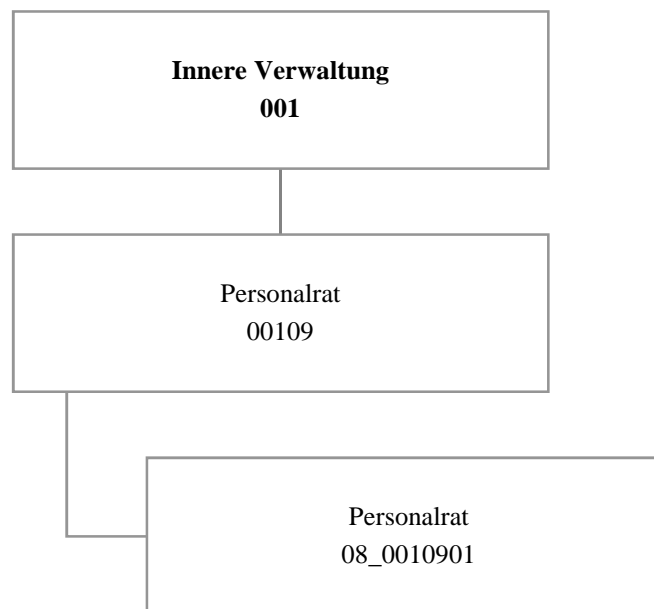 Innere Verwaltung
001
Personalrat
00109
Personalrat
08_0010901